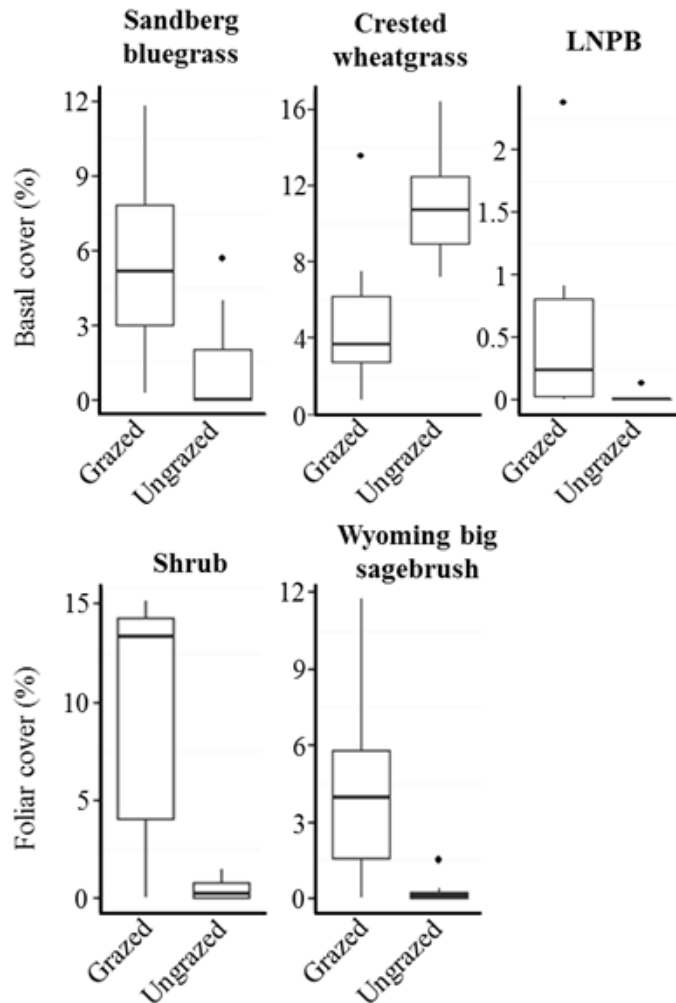 Sandberg
bluegrass
Crested
wheatgrass
LNPB
Basal cover (%)
12
9
6
3
0
16
12
8
4
0
2
1.5
1
0.5
0
Grazed
Ungrazed
Grazed
Ungrazed
Grazed
Ungrazed
Shrub
Wyoming big
sagebrush
Foliar cover (%)
15
10
5
0
12
9
6
3
0
Grazed
Ungrazed
Grazed
Ungrazed